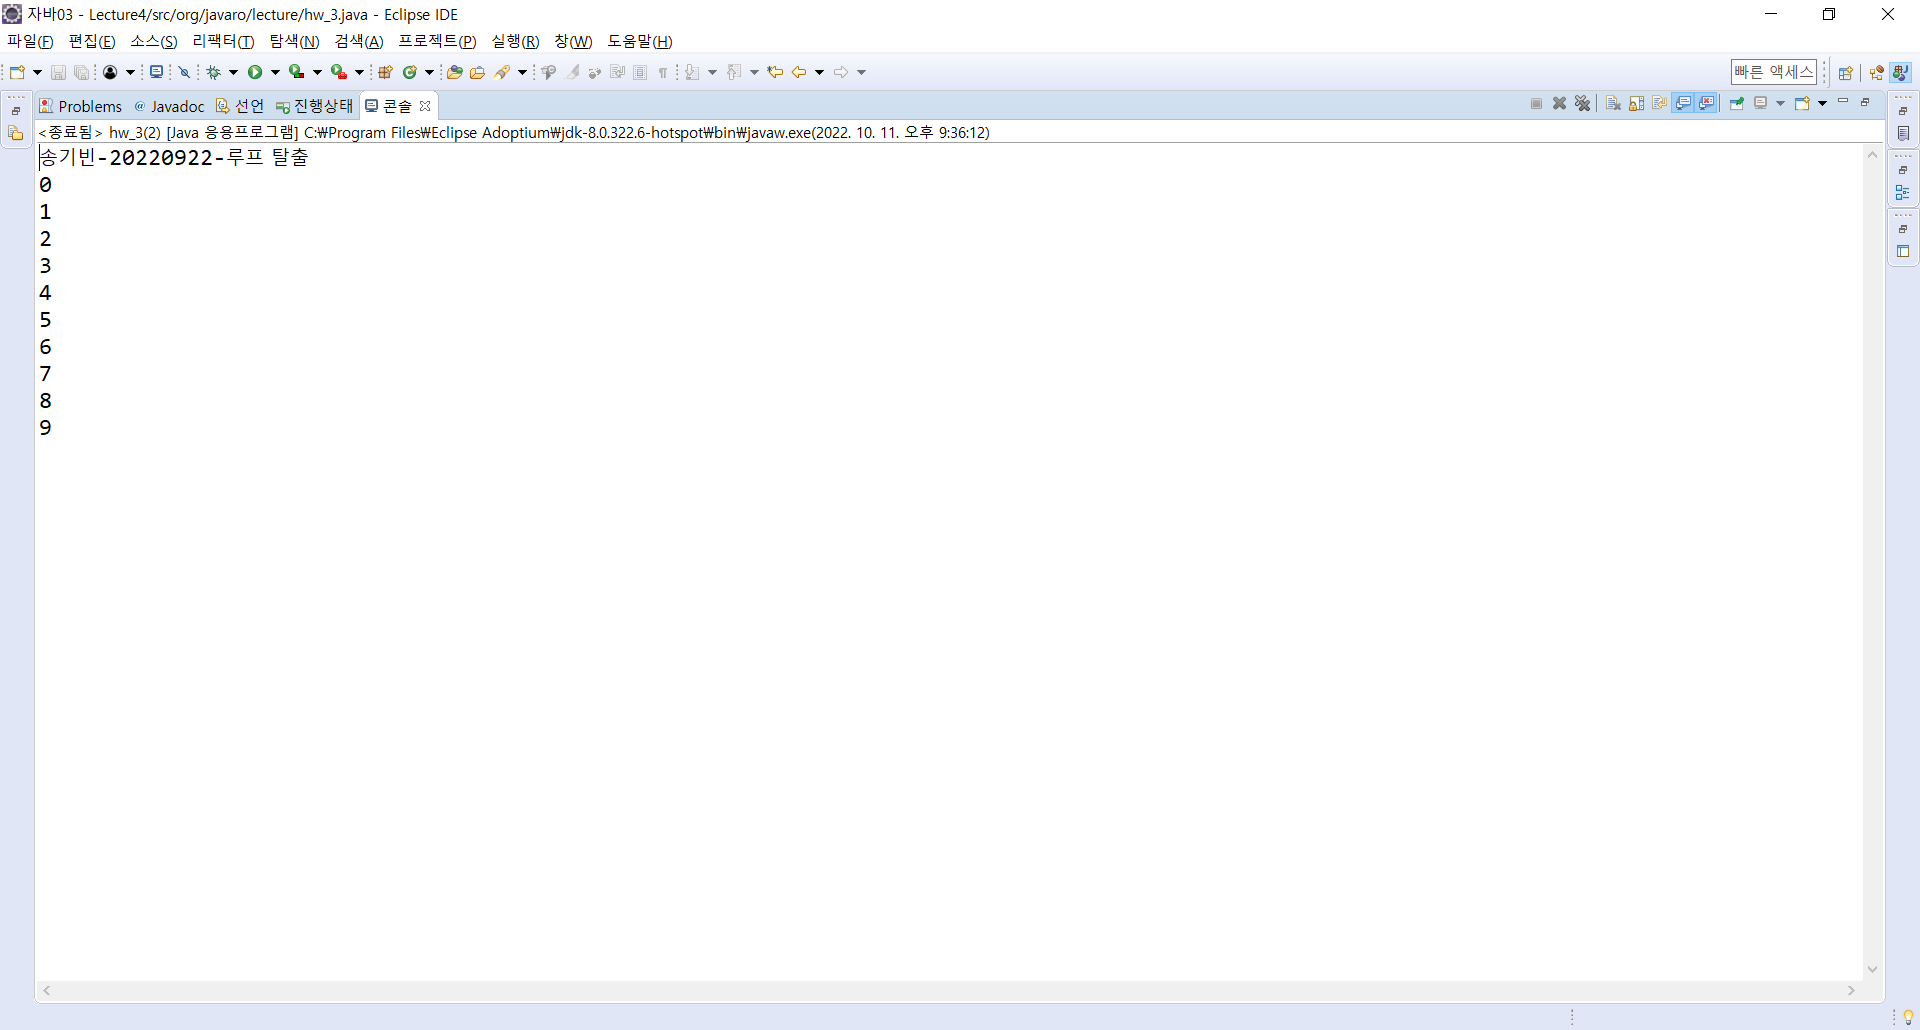 자바03 - Lecture4/src/org/javaro/lecture/hw_3.java - Eclipse IDE
파일(F) 편집(E) 소스(S) 리팩터(T) 탐색(N) 검색(A) 프로젝트(P) 실행(R) 창(W) 도움말(H)
빠른 액세스
Problems @ Javadoc 선언 진행상태 콘솔
<종료됨> hw_3(2) [Java 응용프로그램] C:₩Program Files₩Eclipse Adoptium₩jdk-8.0.322.6-hotspot₩bin₩javaw.exe(2022. 10. 11. 오후 9:36:12)
송기빈-20220922-루프 탈출
0
1
2
3
4
5
6
7
8
9